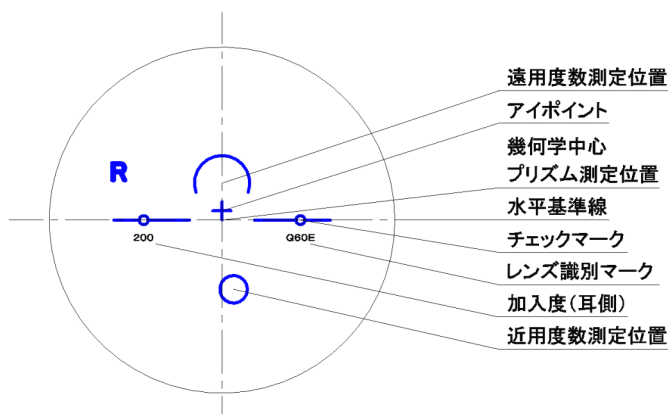 遠用度数測定位置
アイポイント
幾何学中心
プリズム測定位置
水平基準線
チェックマーク
レンズ識別マーク
加入度(耳側)
近用度数測定位置
R
200
Q60E